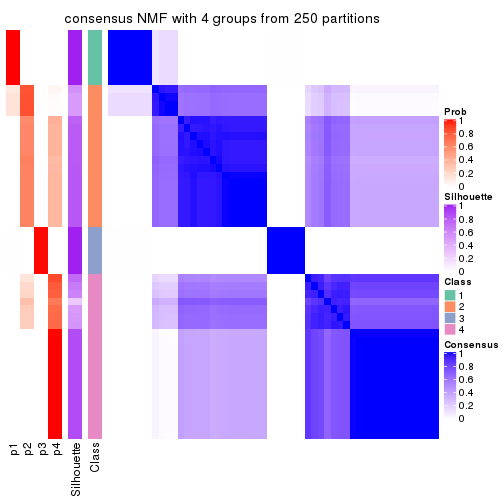 consensus NMF with 4 groups from 250 partitions
Prob
1
0.8
0.6
0.4
0.2
0
Silhouette
1
0.8
0.6
0.4
0.2
0
Class
1
2
3
4
Consensus
1
0.8
0.6
0.4
0.2
0
p1
p2
p3
p4
Silhouette
Class